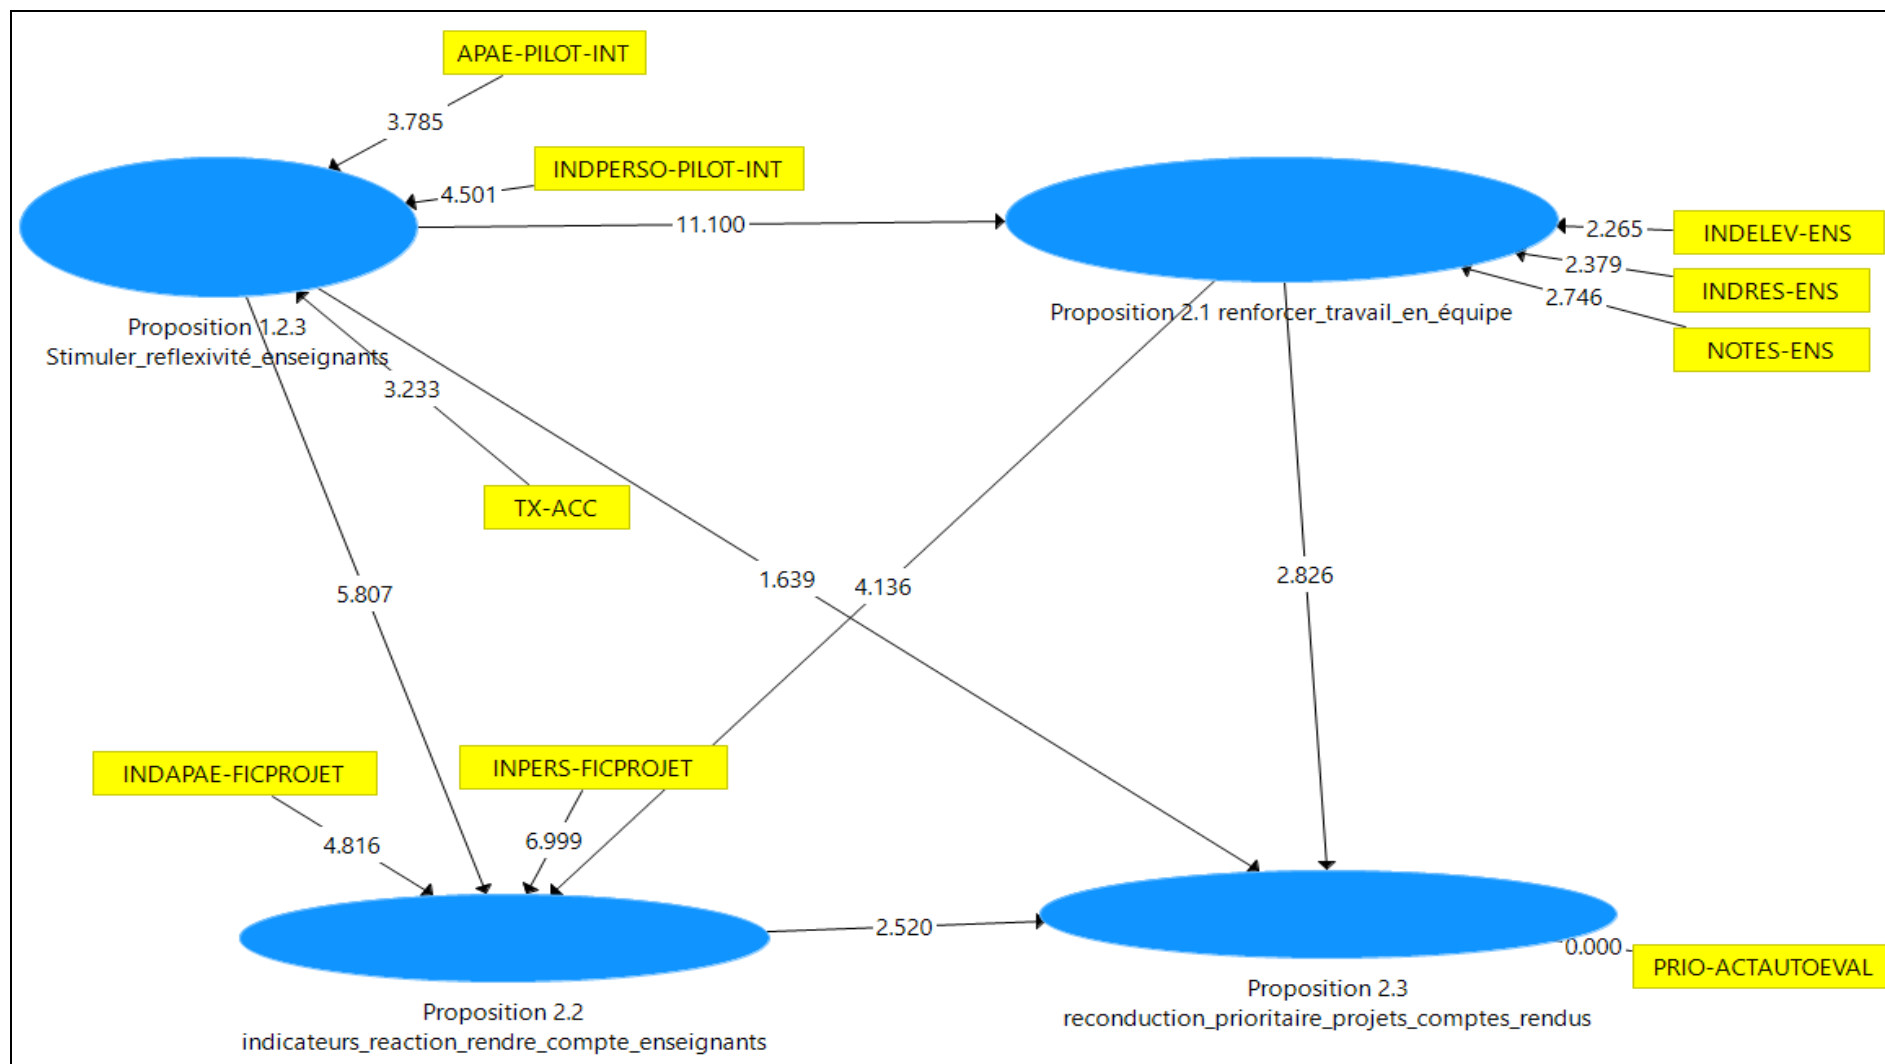 APAE-PILOT-INT
3.785
INDPERSO-PILOT-INT
4.501
11.100
2.265
INDELEV-ENS
2.379
INDRES-ENS
2.746
NOTES-ENS
Proposition 1.2.3
Stimuler_reflexivité_enseignants
Proposition 2.1 renforcer_travail_en_équipe
3.233
TX-ACC
5.807
1.639
4.136
2.826
INDAPAE-FICPROJET
INPERS-FICPROJET
4.816
6.999
2.520
0.000
PRIO-ACTAUTOEVAL
Proposition 2.2
indicateurs_reaction_rendre_compte_enseignants
Proposition 2.3
reconduction_prioritaire_projets_comptes_rendus